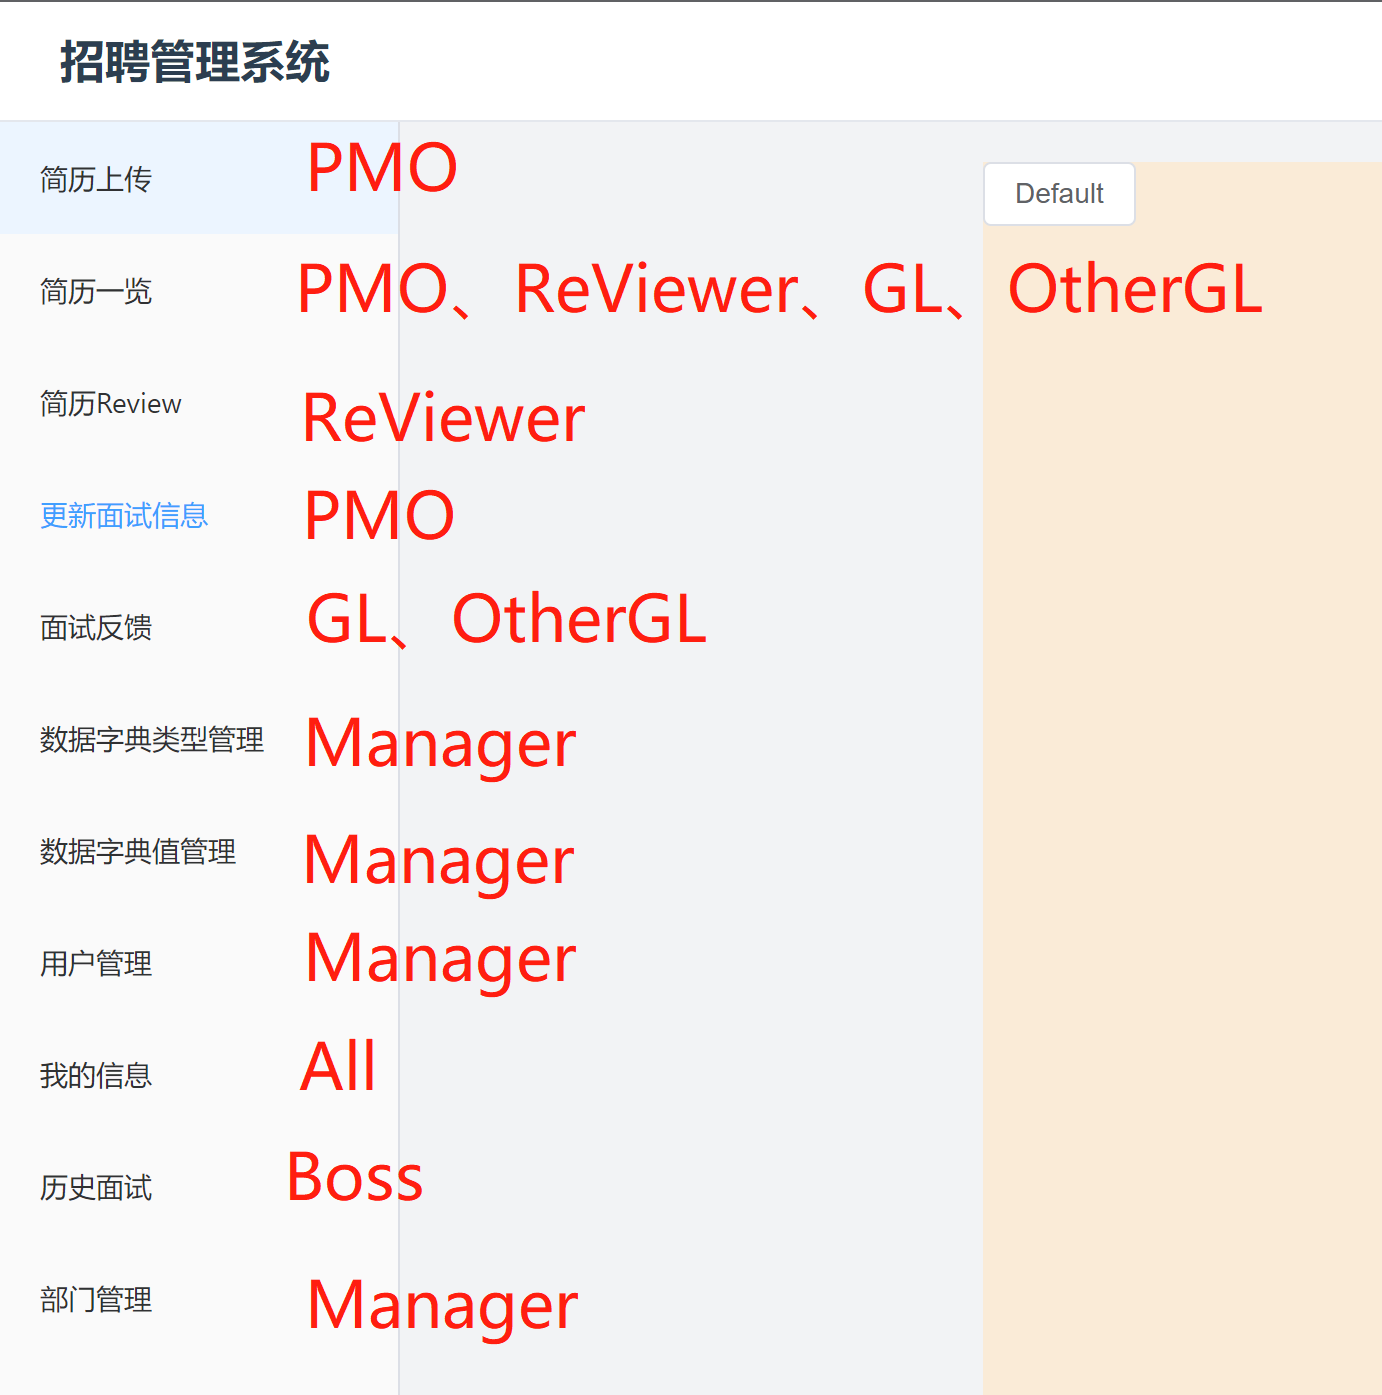 招聘管理系统
简历上传 PMO
Default
简历一览 PMO、ReViewer、GL、OtherGL
简历Review ReViewer
更新面试信息 PMO
面试反馈 GL、OtherGL
数据字典类型管理 Manager
数据字典值管理 Manager
用户管理 Manager
我的信息 All
历史面试 Boss
部门管理 Manager